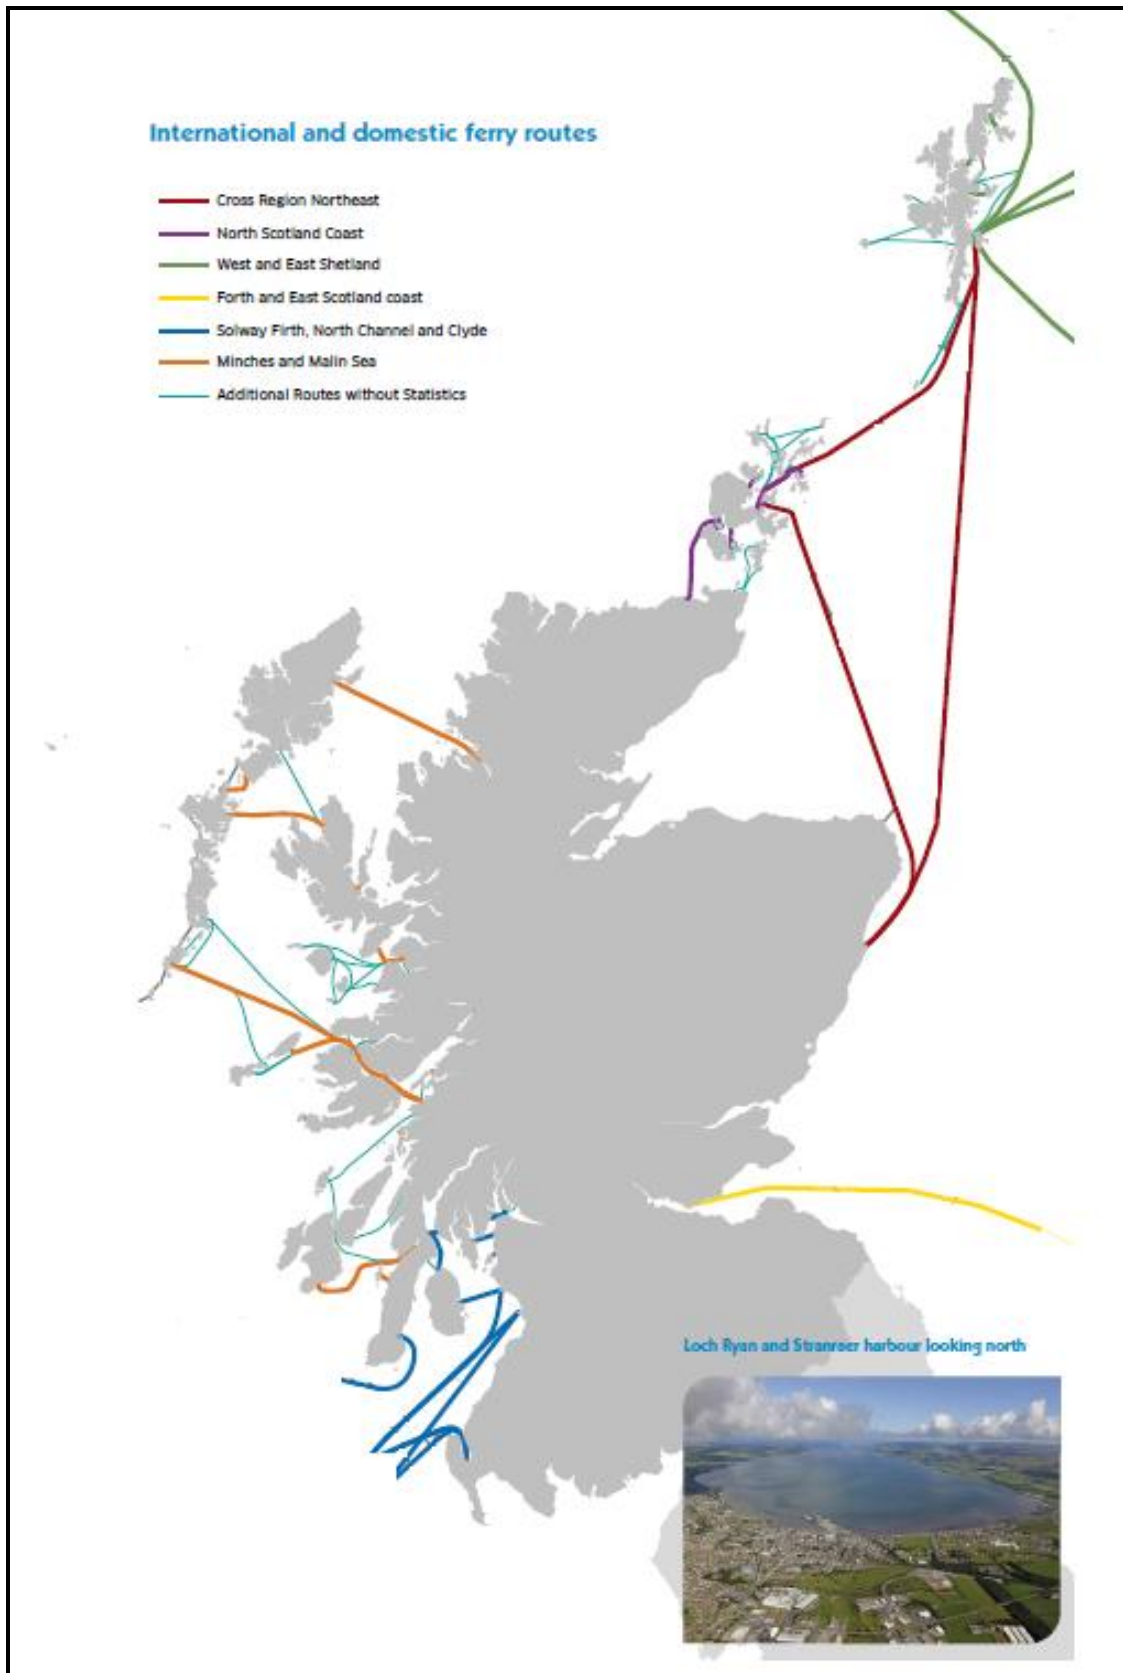 International and domestic ferry routes
Cross Region Northeast
North Scotland Coast
West and East Shetland
Forth and East Scotland coast
Solway Firth, North Channel and Clyde
Minches and Malin Sea
Additional Routes without Statistics
Loch Ryan and Stranraer harbour looking north